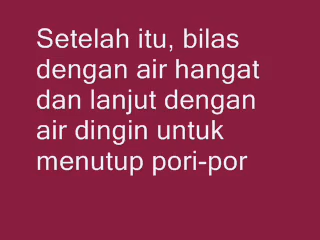 Setelah itu, bilas
dengan air hangat
dan lanjut dengan
air dingin untuk
menutup pori-por